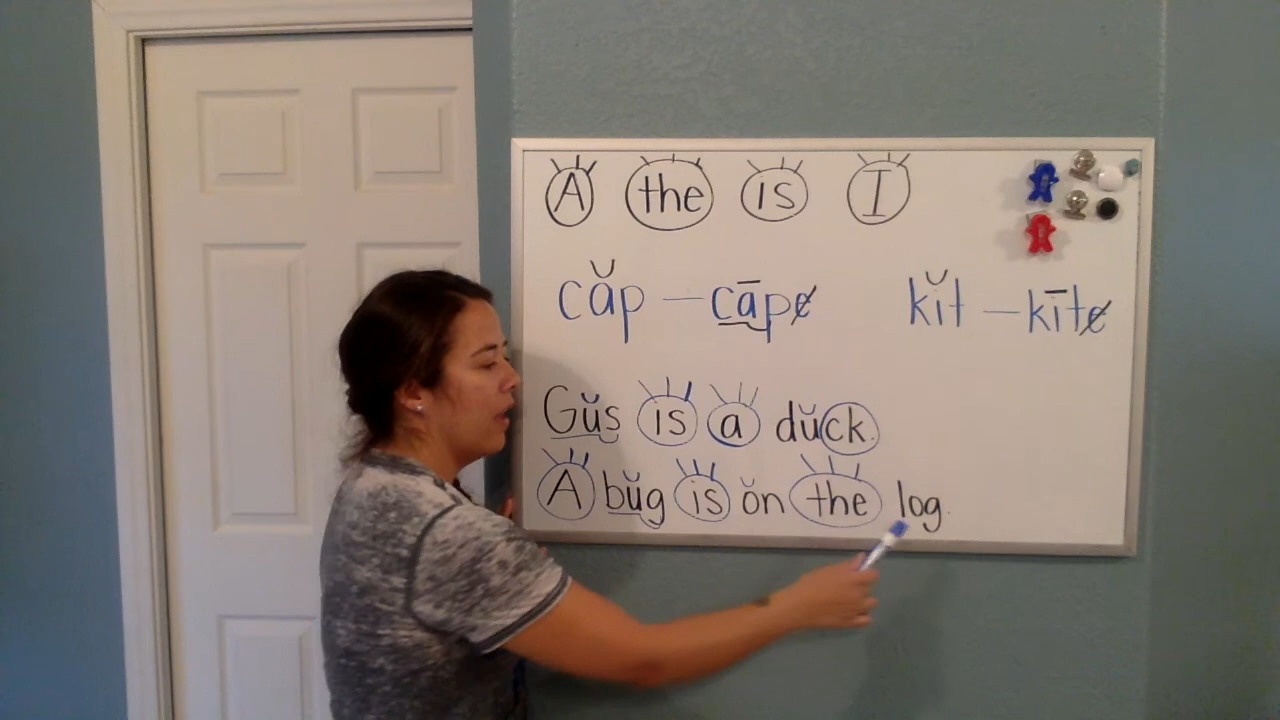 A the is I
căp – cāpe kĭt – kīte
Gŭs is a dŭck.
A bŭg is ŏn the log.